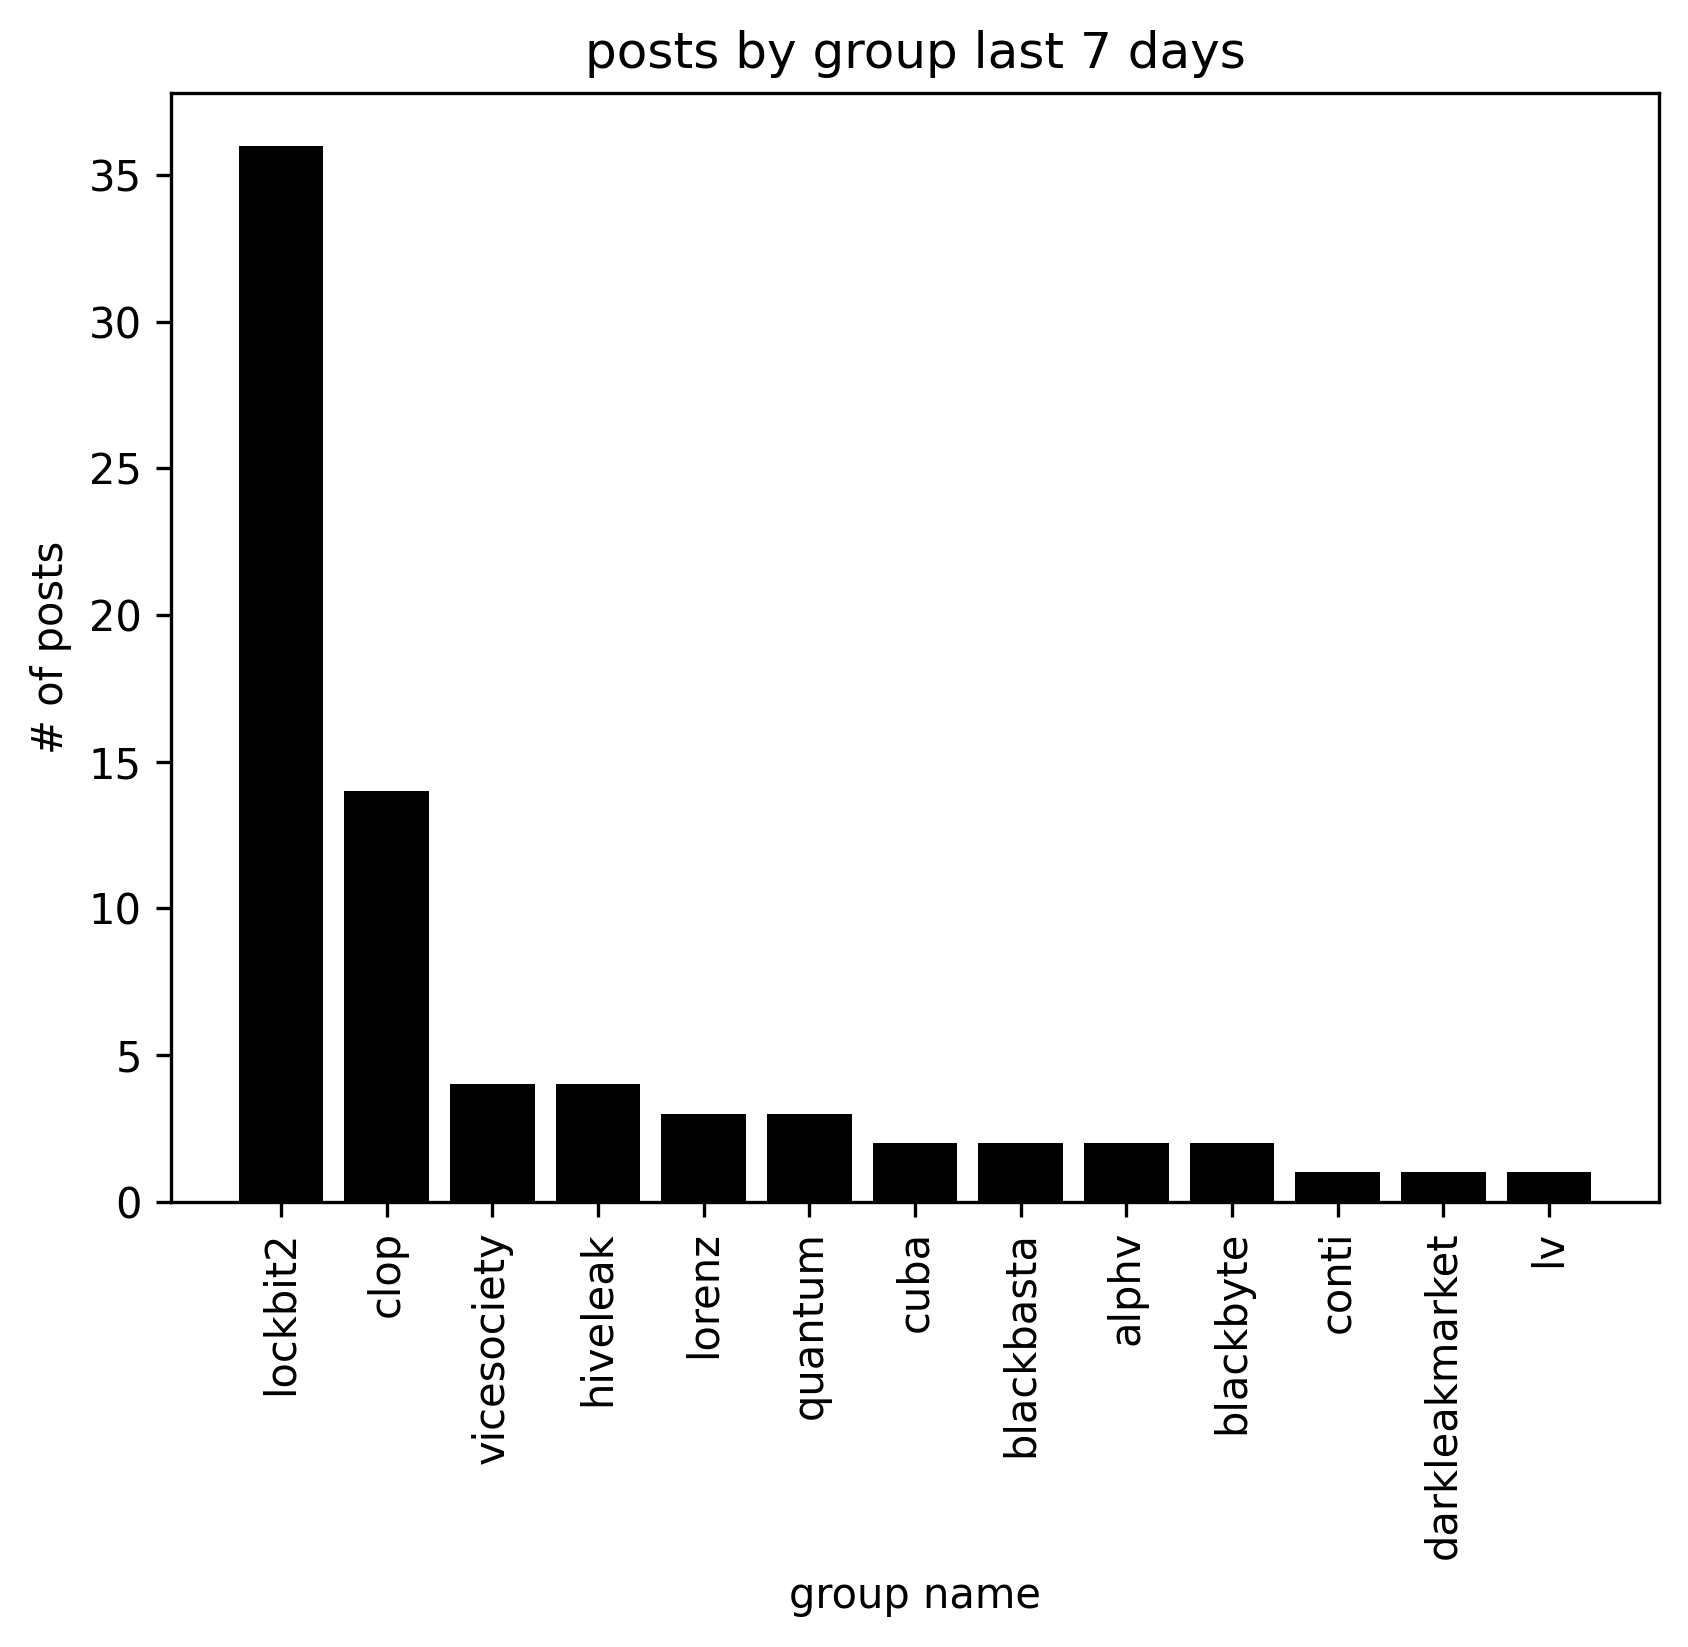 posts by group last 7 days
# of posts
35
30
25
20
15
10
5
0
lockbit2
clop
vicesociety
hiveleak
lorenz
quantum
cuba
blackbasta
alphv
blackbyte
conti
darkleakmarket
lv
group name